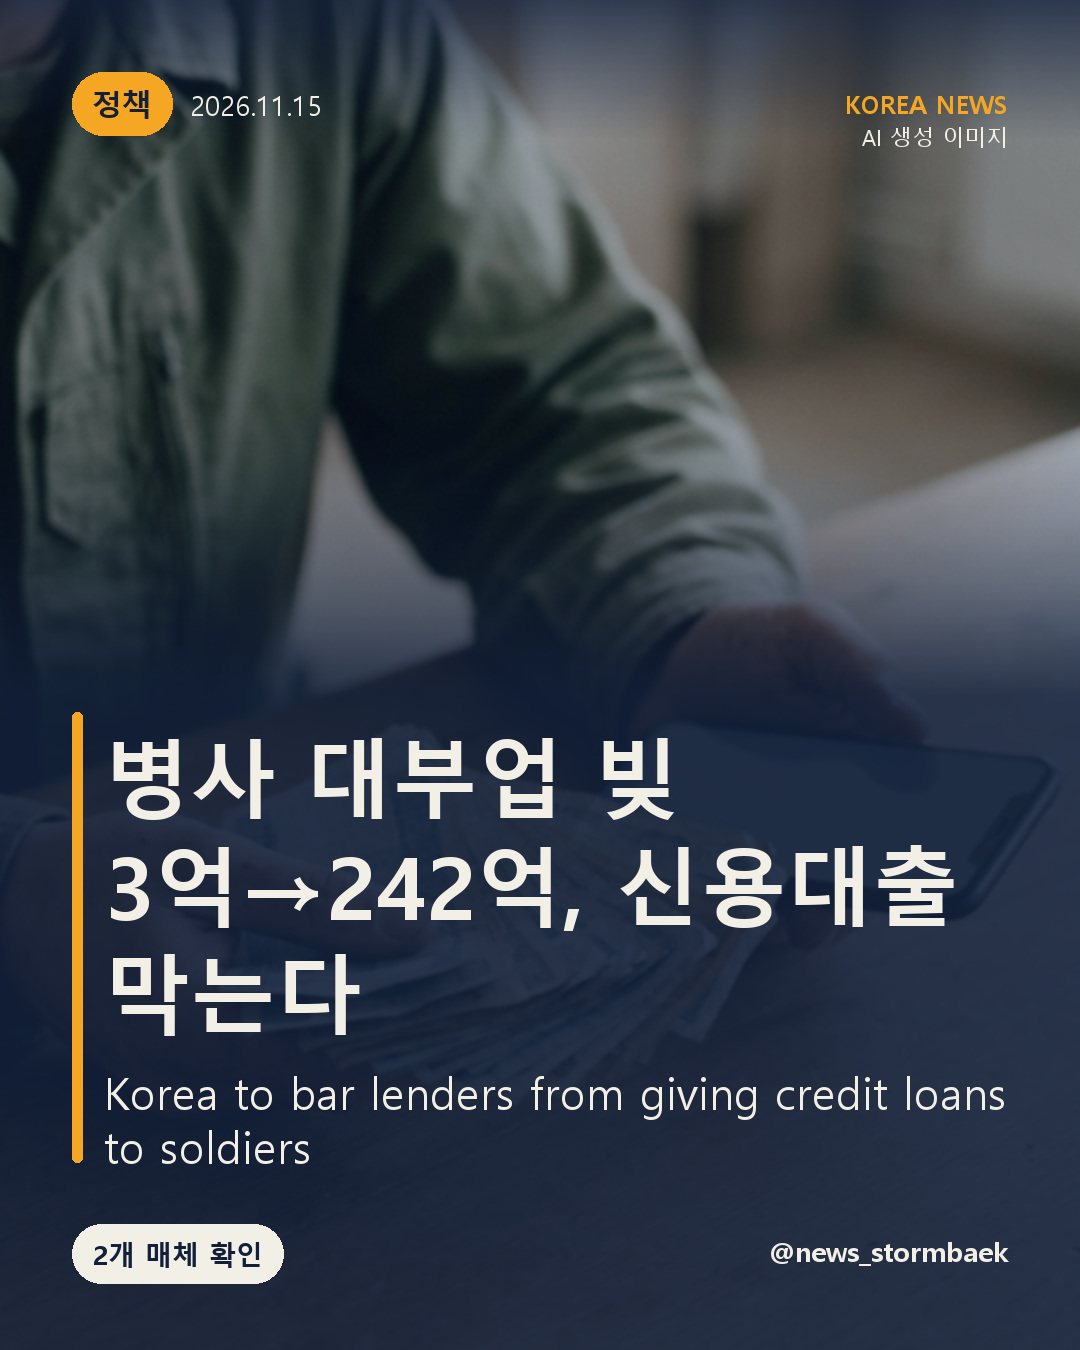 정책
2026.11.15
KOREA NEWS
AI 생성 이미지
병사 대부업 빚
3억→242억, 신용대출
막는다
Korea to bar lenders from giving credit loans
to soldiers
2개 매체 확인
@news_stormbaek